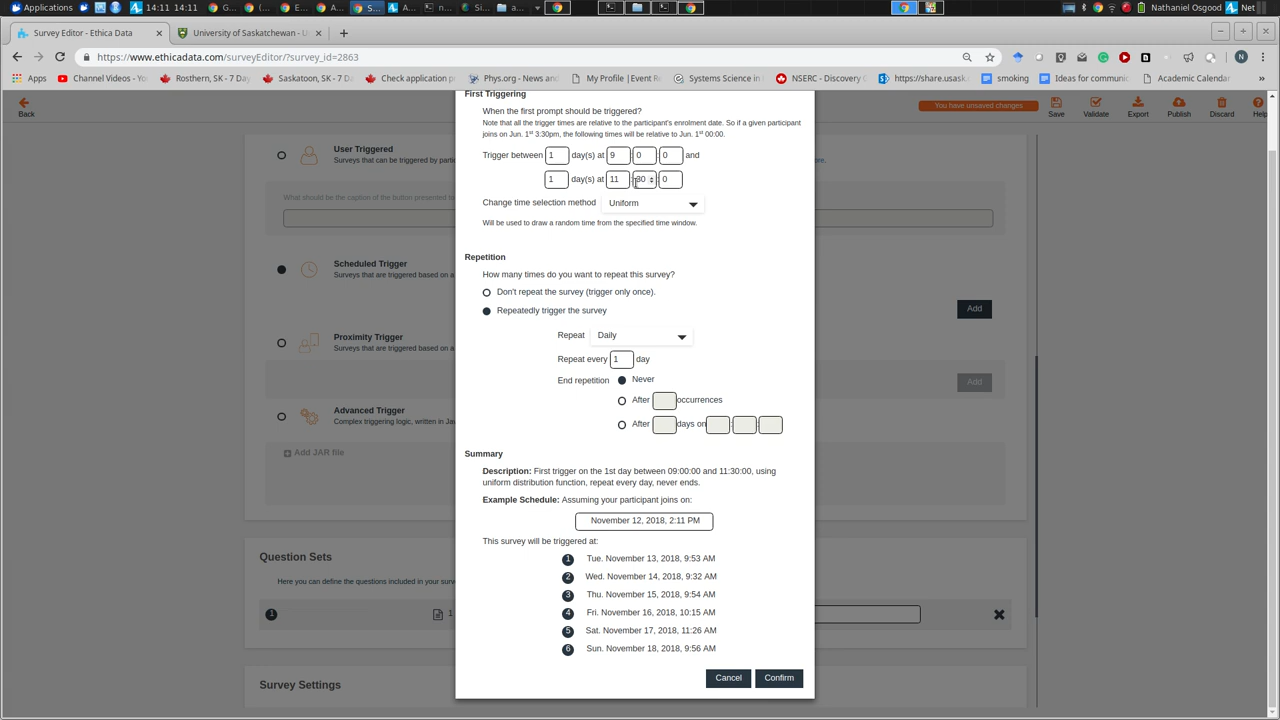 Applications
14:11 14:11
Nathaniel Osgood
Net
Survey Editor - Ethica Data
University of Saskatchewan -
https://www.ethicadata.com/surveyEditor/?survey_id=2863
N
Apps
Channel Videos - Yo
Rosthern, SK - 7 Day
Saskatoon, SK - 7 D
Check application p
Phys.org - News and
My Profile |Event R
Systems Science in
NSERC - Discovery
https://share.usask
smoking
Ideas for communic
Academic Calendar
»
Back
You have unsaved changes
Save
Validate
Export
Publish
Discard
Help
User Triggered
Surveys that can be triggered by parti
What should be the caption of the button presented to
Scheduled Trigger
Surveys that are triggered based on a
Add
Proximity Trigger
Surveys that are triggered based on a
Add
Advanced Trigger
Complex triggering logic, written in Ja
Add JAR file
Question Sets
Here you can define the questions included in your surve
1
1
Survey Settings
First Triggering
When the first prompt should be triggered?
Note that all the trigger times are relative to the participant's enrolment date. So if a given participant
joins on Jun. 1st 3:30pm, the following times will be relative to Jun. 1st 00:00.
Trigger between 1 day(s) at 9 : 0 : 0 and
1 day(s) at 11 : 30 : 0
Change time selection method Uniform
Will be used to draw a random time from the specified time window.
Repetition
How many times do you want to repeat this survey?
Don't repeat the survey (trigger only once).
Repeatedly trigger the survey
Repeat Daily
Repeat every 1 day
End repetition Never
After occurrences
After days on
Summary
Description: First trigger on the 1st day between 09:00:00 and 11:30:00, using
uniform distribution function, repeat every day, never ends.
Example Schedule: Assuming your participant joins on:
November 12, 2018, 2:11 PM
This survey will be triggered at:
1 Tue. November 13, 2018, 9:53 AM
2 Wed. November 14, 2018, 9:32 AM
3 Thu. November 15, 2018, 9:54 AM
4 Fri. November 16, 2018, 10:15 AM
5 Sat. November 17, 2018, 11:26 AM
6 Sun. November 18, 2018, 9:56 AM
Cancel
Confirm